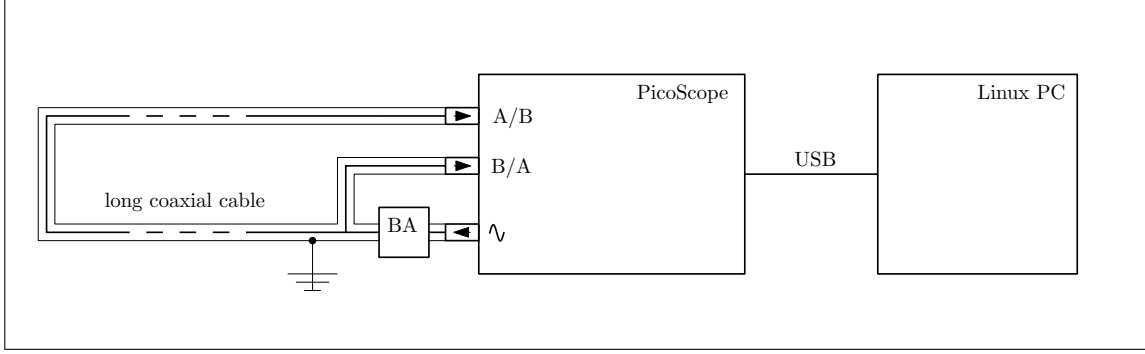 PicoScope
Linux PC
A/B
USB
B/A
long coaxial cable
BA